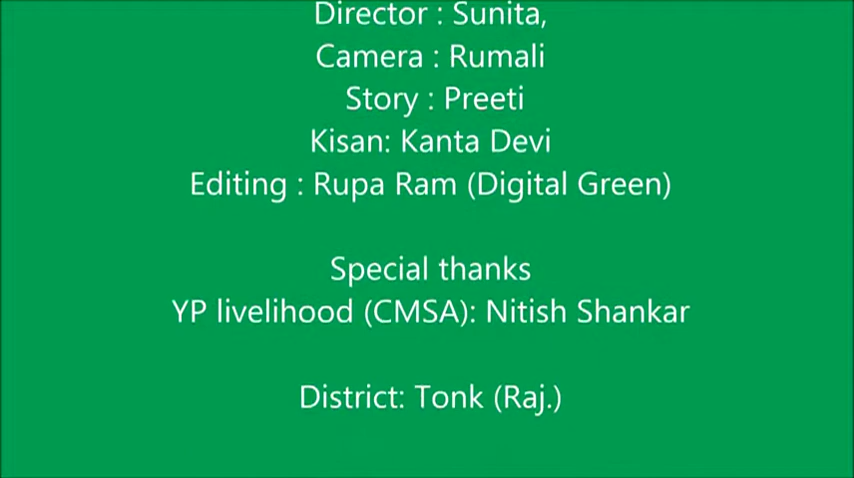 Director : Sunita,
Camera : Rumali
Story : Preeti
Kisan: Kanta Devi
Editing : Rupa Ram (Digital Green)
Special thanks
YP livelihood (CMSA): Nitish Shankar
District: Tonk (Raj.)